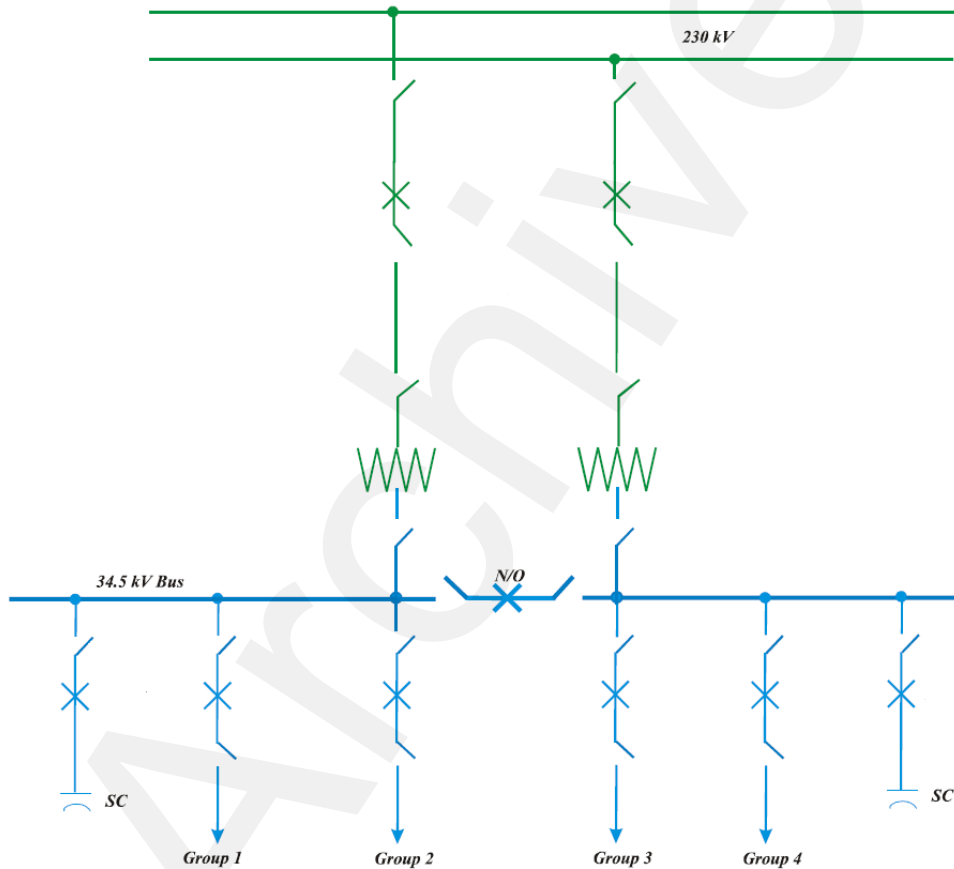 230 kV
N/O
34.5 kV Bus
SC
SC
Group 1
Group 2
Group 3
Group 4
Archive